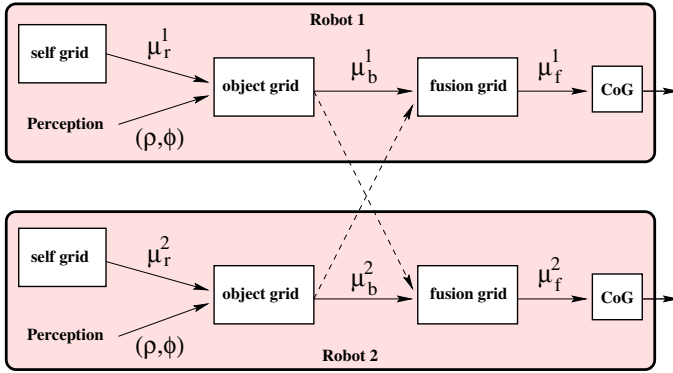 Robot 1
self grid
μ_r^1
Perception
(ρ,φ)
object grid
μ_b^1
fusion grid
μ_f^1
CoG
self grid
μ_r^2
Perception
(ρ,φ)
object grid
μ_b^2
fusion grid
μ_f^2
CoG
Robot 2